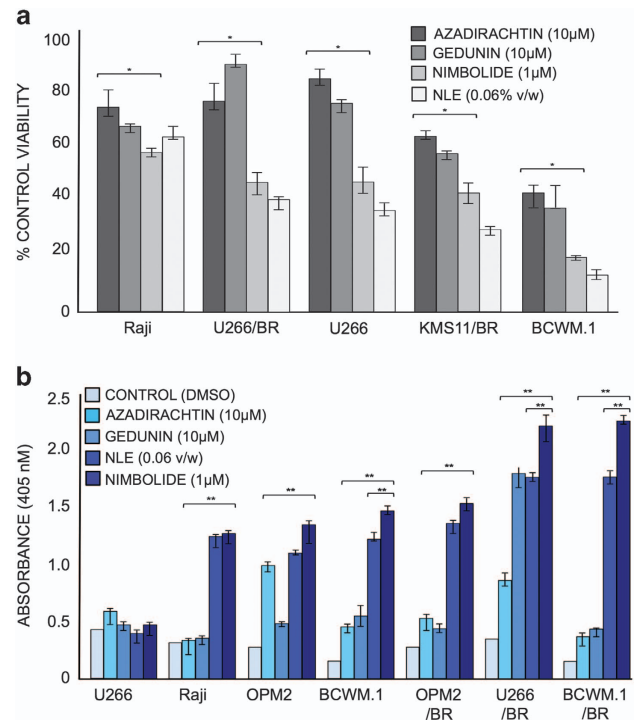 a
100
80
60
40
20
0
% CONTROL VIABILITY
AZADIRACHTIN (10µM)
GEDUNIN (10µM)
NIMBOLIDE (1µM)
NLE (0.06% v/w)
*
*
*
*
*
Raji
U266/BR
U266
KMS11/BR
BCWM.1
b
2.5
2.0
1.5
1.0
0.5
0
ABSORBANCE (405 nM)
CONTROL (DMSO)
AZADIRACHTIN (10µM)
GEDUNIN (10µM)
NLE (0.06 v/w)
NIMBOLIDE (1µM)
**
**
**
**
**
**
**
**
**
U266
Raji
OPM2
BCWM.1
OPM2
/BR
U266
/BR
BCWM.1
/BR